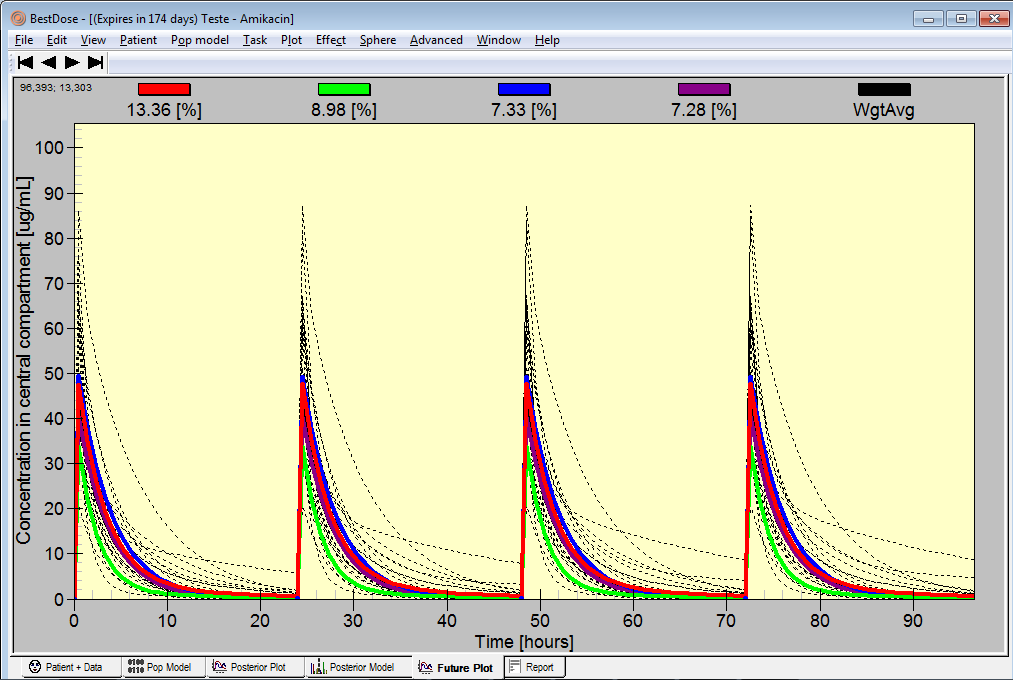 BestDose - [(Expires in 174 days) Teste - Amikacin]
File Edit View Patient Pop model Task Plot Effect Sphere Advanced Window Help
96,393; 13,303
13.36 [%] 8.98 [%] 7.33 [%] 7.28 [%] WgtAvg
Concentration in central compartment [ug/mL]
100
90
80
70
60
50
40
30
20
10
0
0 10 20 30 40 50 60 70 80 90
Time [hours]
Patient + Data Pop Model Posterior Plot Posterior Model Future Plot Report